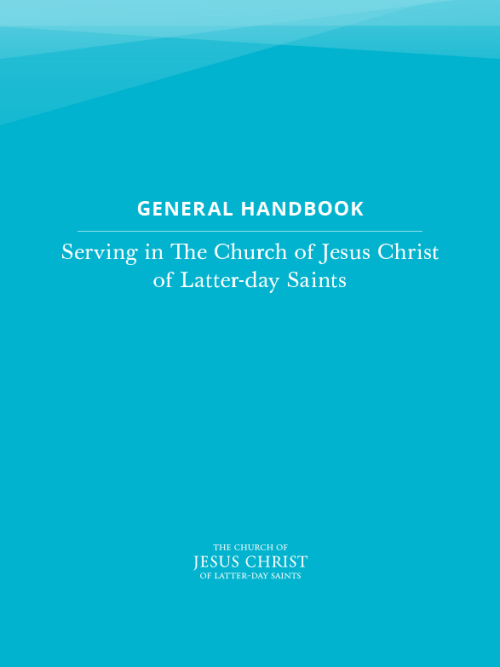 GENERAL HANDBOOK
Serving in The Church of Jesus Christ
of Latter-day Saints
THE CHURCH OF
JESUS CHRIST
OF LATTER-DAY SAINTS